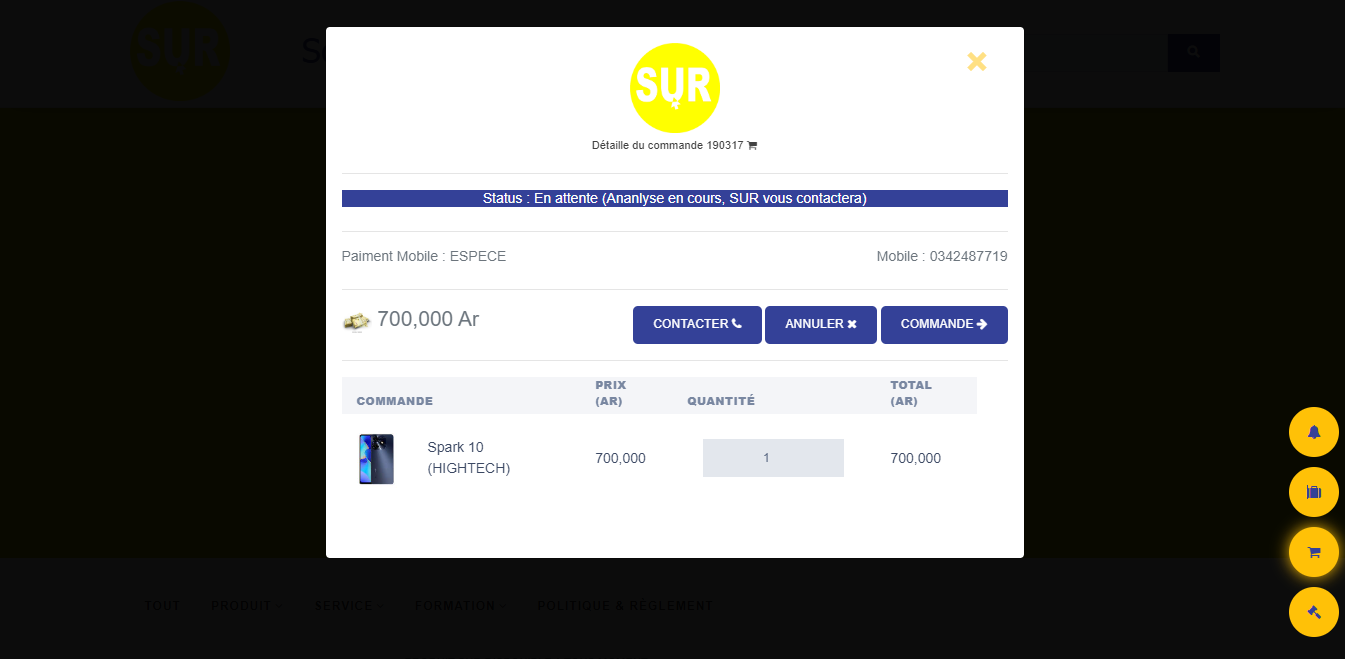 SUR
Détaille du commande 190317
Status : En attente (Ananlyse en cours, SUR vous contactera)
Paiment Mobile : ESPECE
Mobile : 0342487719
700,000 Ar
CONTACTER
ANNULER
COMMANDE
COMMANDE
PRIX
(AR)
QUANTITÉ
TOTAL
(AR)
Spark 10
(HIGHTECH)
700,000
1
700,000
SUR
TOUT
PRODUIT
SERVICE
FORMATION
POLITIQUE & RÉGLEMENT